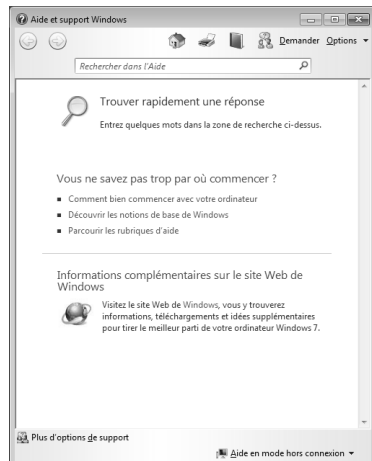 Aide et support Windows
Demander Options
Rechercher dans l'Aide
Trouver rapidement une réponse
Entrez quelques mots dans la zone de recherche ci-dessus.
Vous ne savez pas trop par où commencer ?
Comment bien commencer avec votre ordinateur
Découvrir les notions de base de Windows
Parcourir les rubriques d'aide
Informations complémentaires sur le site Web de
Windows
Visitez le site Web de Windows, vous y trouverez
informations, téléchargements et idées supplémentaires
pour tirer le meilleur parti de votre ordinateur Windows 7.
Plus d'options de support
Aide en mode hors connexion